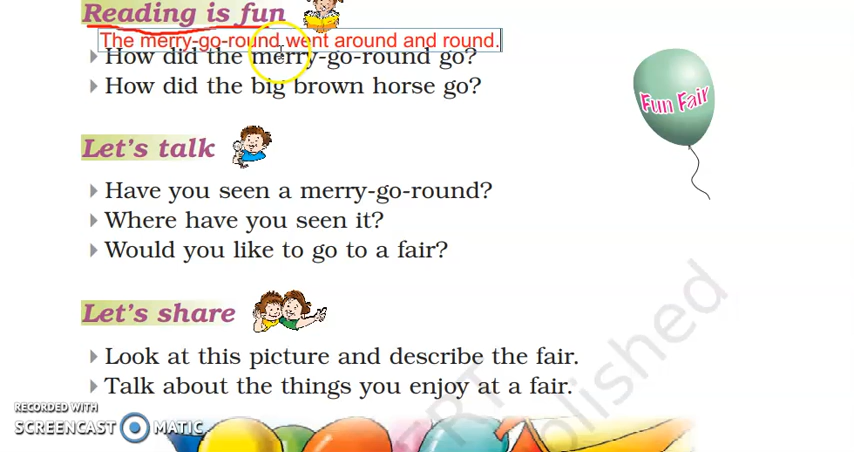 Reading is fun
The merry-go-round went around and round.
How did the merry-go-round go?
How did the big brown horse go?
Fun Fair
Let's talk
Have you seen a merry-go-round?
Where have you seen it?
Would you like to go to a fair?
Let's share
Look at this picture and describe the fair.
Talk about the things you enjoy at a fair.
RECORDED WITH
SCREENCAST MATIC